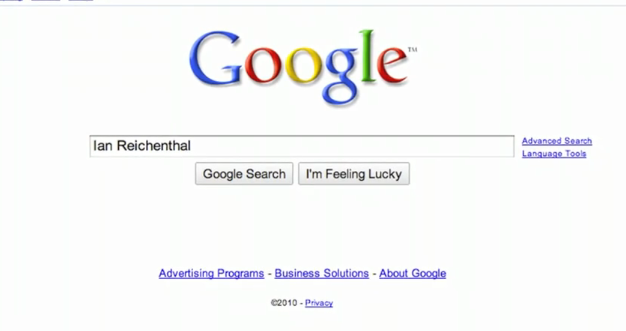 Google™
Ian Reichenthal
Advanced Search
Language Tools
Google Search
I'm Feeling Lucky
Advertising Programs - Business Solutions - About Google
©2010 - Privacy